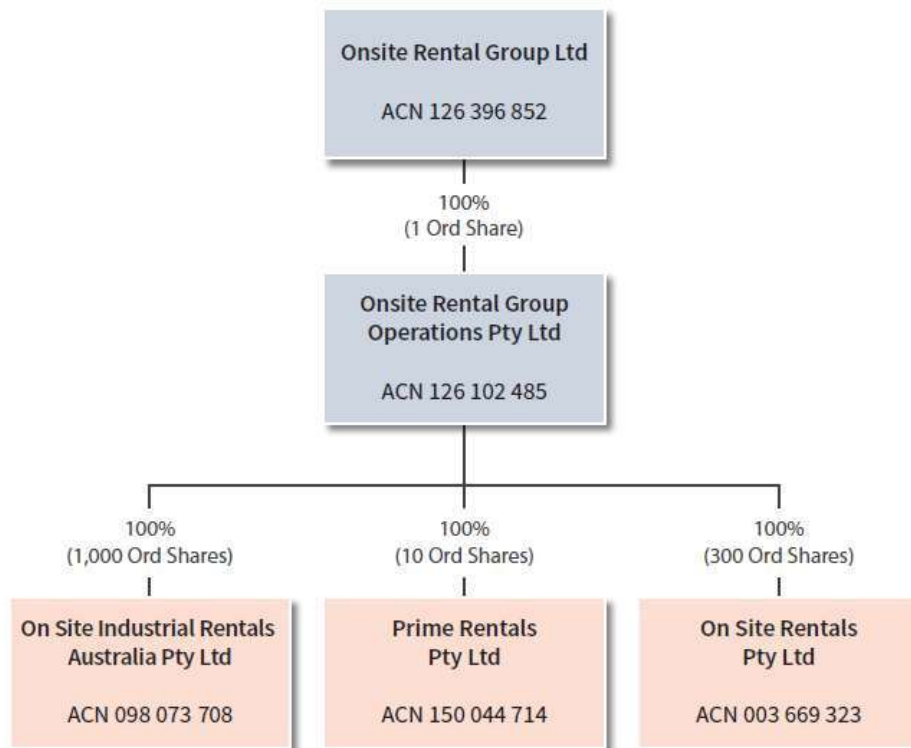 Onsite Rental Group Ltd
ACN 126 396 852
100%
(1 Ord Share)
Onsite Rental Group
Operations Pty Ltd
ACN 126 102 485
100%
(1,000 Ord Shares)
100%
(10 Ord Shares)
100%
(300 Ord Shares)
On Site Industrial Rentals
Australia Pty Ltd
ACN 098 073 708
Prime Rentals
Pty Ltd
ACN 150 044 714
On Site Rentals
Pty Ltd
ACN 003 669 323